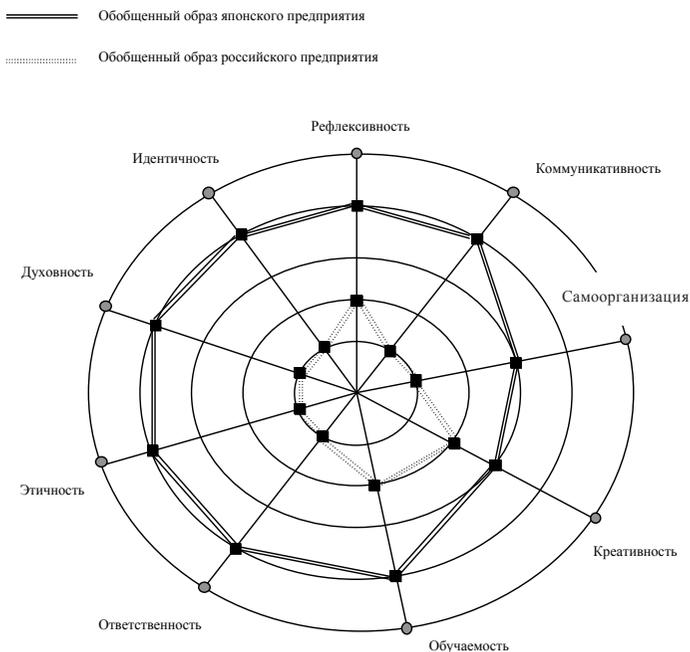 Обобщенный образ японского предприятия
Обобщенный образ российского предприятия
Рефлексивность
Идентичность
Коммуникативность
Духовность
Самоорганизация
Этичность
Креативность
Ответственность
Обучаемость